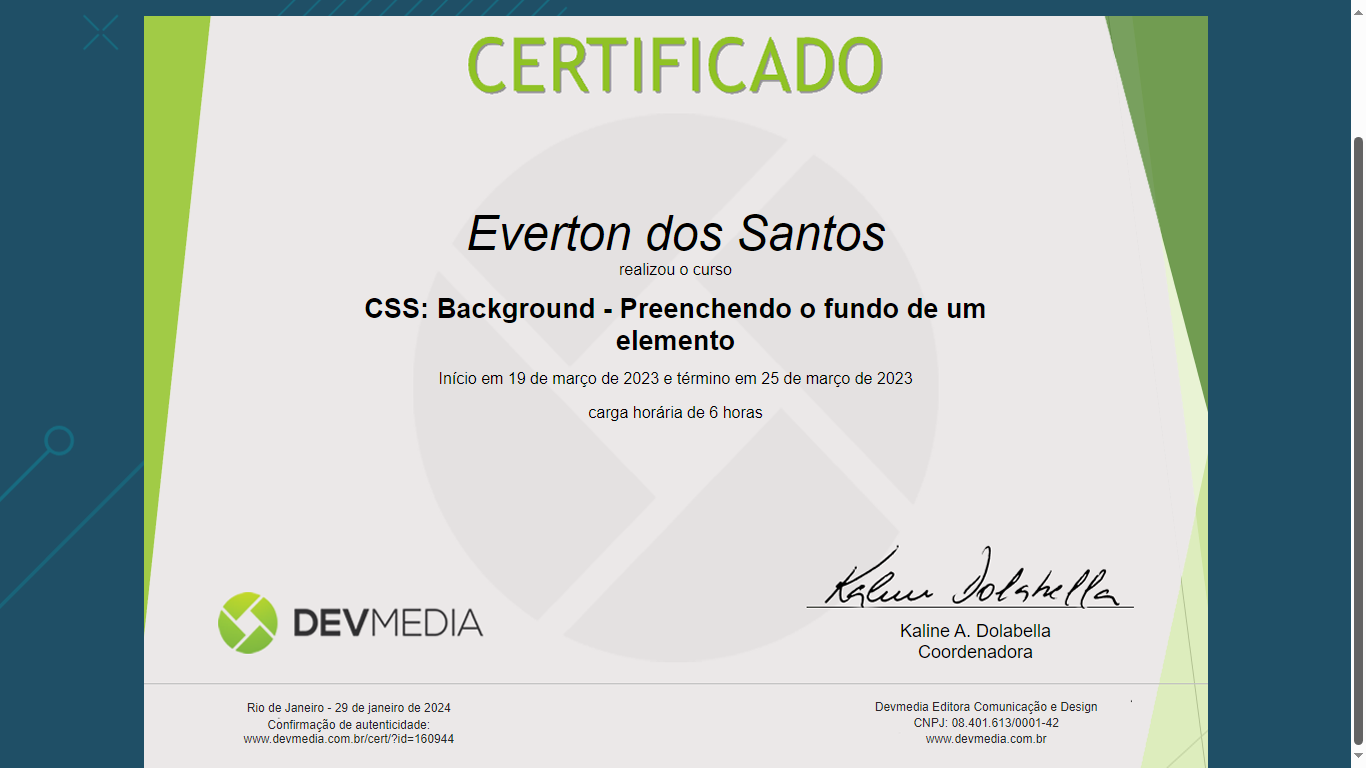 CERTIFICADO
Everton dos Santos
realizou o curso
CSS: Background - Preenchendo o fundo de um
elemento
Início em 19 de março de 2023 e término em 25 de março de 2023
carga horária de 6 horas
DEVMEDIA
Kaline Dolabella
Kaline A. Dolabella
Coordenadora
Rio de Janeiro - 29 de janeiro de 2024
Confirmação de autenticidade:
www.devmedia.com.br/cert/?id=160944
Devmedia Editora Comunicação e Design
CNPJ: 08.401.613/0001-42
www.devmedia.com.br